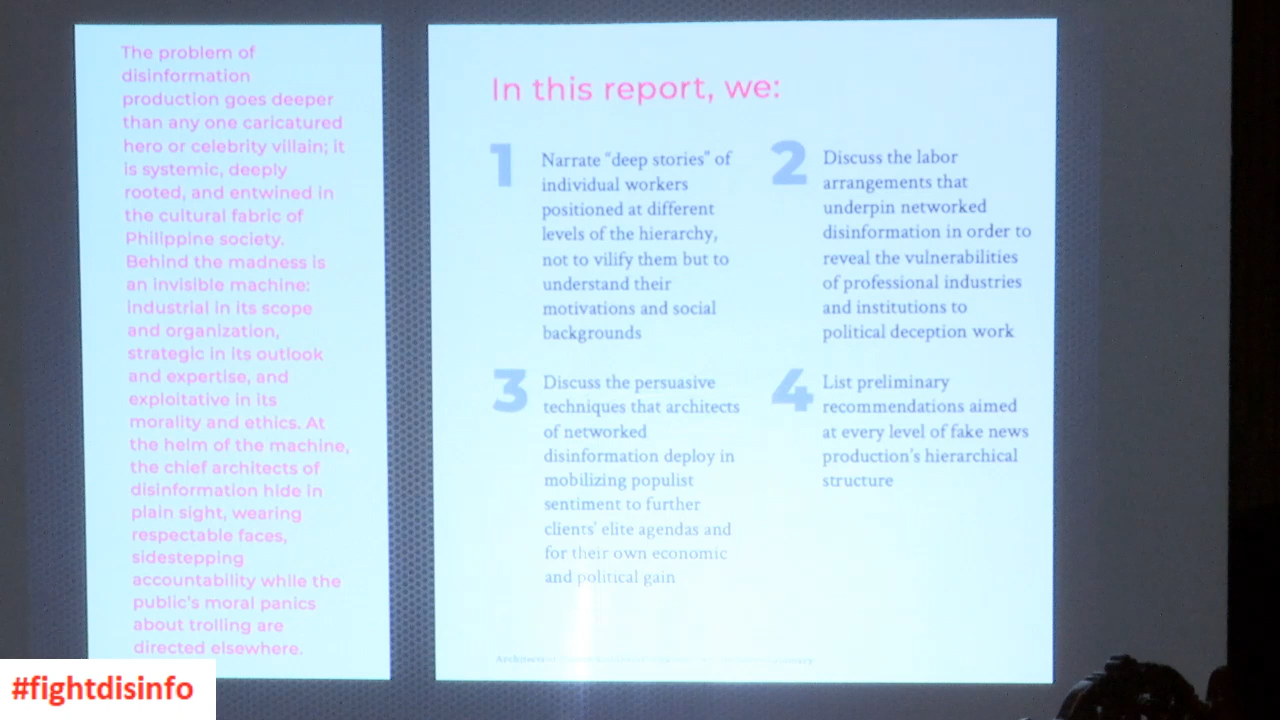 The problem of
disinformation
production goes deeper
than any one caricatured
hero or celebrity villain; it
is systemic, deeply
rooted, and entwined in
the cultural fabric of
Philippine society.
Behind the madness is
an invisible machine:
industrial in its scope
and organization,
strategic in its outlook
and expertise, and
exploitative in its
morality and ethics. At
the helm of the machine,
the chief architects of
disinformation hide in
plain sight, wearing
respectable faces,
sidestepping
accountability while the
public's moral panics
about trolling are
directed elsewhere.
In this report, we:
1
Narrate "deep stories" of
individual workers
positioned at different
levels of the hierarchy,
not to vilify them but to
understand their
motivations and social
backgrounds
2
Discuss the labor
arrangements that
underpin networked
disinformation in order to
reveal the vulnerabilities
of professional industries
and institutions to
political deception work
3
Discuss the persuasive
techniques that architects
of networked
disinformation deploy in
mobilizing populist
sentiment to further
clients' elite agendas and
for their own economic
and political gain
4
List preliminary
recommendations aimed
at every level of fake news
production's hierarchical
structure
#fightdisinfo